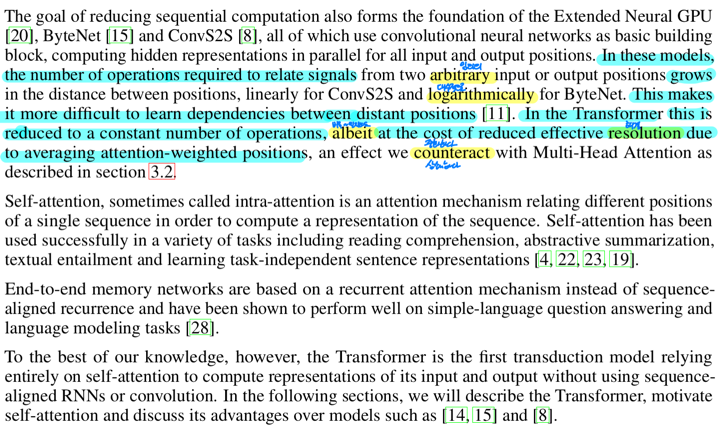 The goal of reducing sequential computation also forms the foundation of the Extended Neural GPU
[20], ByteNet [15] and ConvS2S [8], all of which use convolutional neural networks as basic building
block, computing hidden representations in parallel for all input and output positions. In these models,
임의의
the number of operations required to relate signals from two arbitrary input or output positions grows
in the distance between positions, linearly for ConvS2S and logarithmically for ByteNet. This makes
it more difficult to learn dependencies between distant positions [11]. In the Transformer this is
reduced to a constant number of operations, albeit at the cost of reduced effective resolution due
to averaging attention-weighted positions, an effect we counteract with Multi-Head Attention as
described in section 3.2.
Self-attention, sometimes called intra-attention is an attention mechanism relating different positions
of a single sequence in order to compute a representation of the sequence. Self-attention has been
used successfully in a variety of tasks including reading comprehension, abstractive summarization,
textual entailment and learning task-independent sentence representations [4, 22, 23, 19].
End-to-end memory networks are based on a recurrent attention mechanism instead of sequence-
aligned recurrence and have been shown to perform well on simple-language question answering and
language modeling tasks [28].
To the best of our knowledge, however, the Transformer is the first transduction model relying
entirely on self-attention to compute representations of its input and output without using sequence-
aligned RNNs or convolution. In the following sections, we will describe the Transformer, motivate
self-attention and discuss its advantages over models such as [14, 15] and [8].